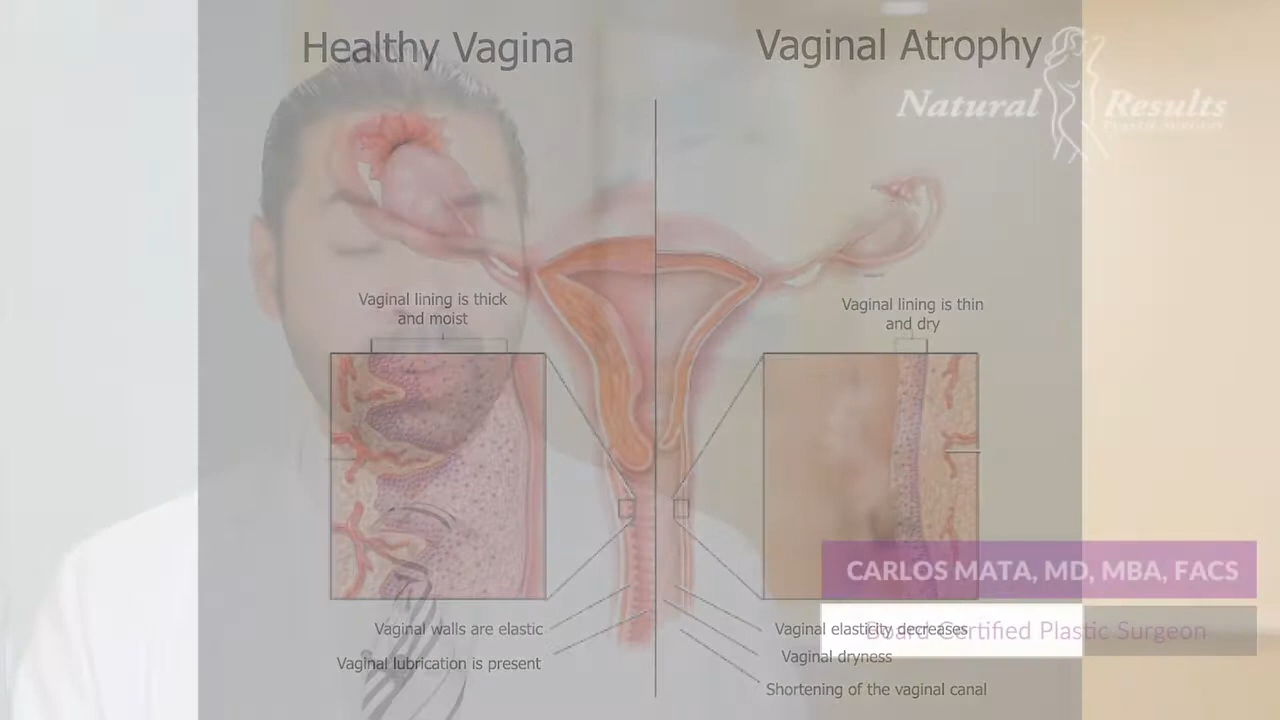 Healthy Vagina
Vaginal Atrophy
Natural Results
PLASTIC SURGERY
Vaginal lining is thick
and moist
Vaginal lining is thin
and dry
CARLOS MATA, MD, MBA, FACS
Board Certified Plastic Surgeon
Vaginal walls are elastic
Vaginal lubrication is present
Vaginal elasticity decreases
Vaginal dryness
Shortening of the vaginal canal